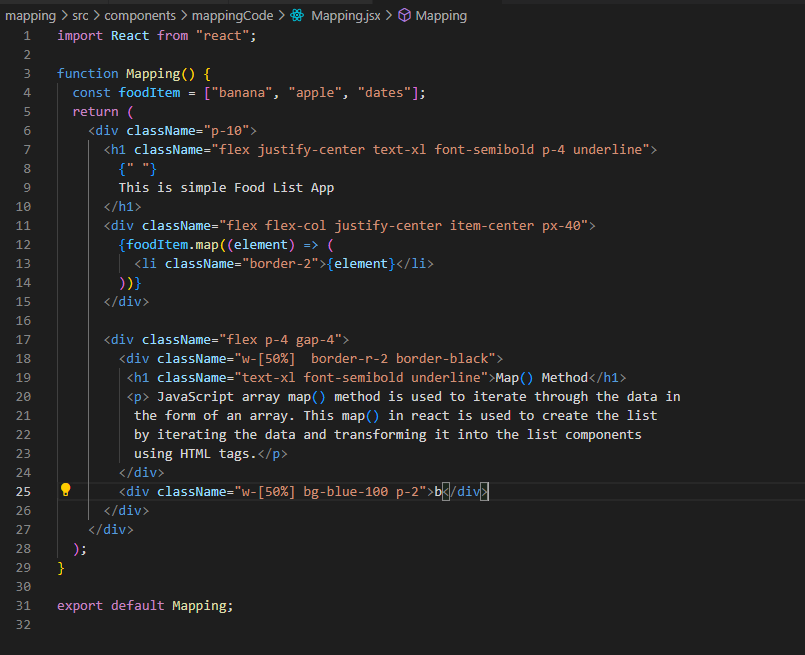 mapping > src > components > mappingCode > Mapping.jsx > Mapping
1 import React from "react";
2
3 function Mapping() {
4 const foodItem = ["banana", "apple", "dates"];
5 return (
6 <div className="p-10">
7 <h1 className="flex justify-center text-xl font-semibold p-4 underline">
8 {" "}
9 This is simple Food List App
10 </h1>
11 <div className="flex flex-col justify-center item-center px-40">
12 {foodItem.map((element) => (
13 <li className="border-2">{element}</li>
14 ))}
15 </div>
16
17 <div className="flex p-4 gap-4">
18 <div className="w-[50%]  border-r-2 border-black">
19 <h1 className="text-xl font-semibold underline">Map() Method</h1>
20 <p> JavaScript array map() method is used to iterate through the data in
21 the form of an array. This map() in react is used to create the list
22 by iterating the data and transforming it into the list components
23 using HTML tags.</p>
24 </div>
25 <div className="w-[50%] bg-blue-100 p-2">b</div>
26 </div>
27 </div>
28 );
29 }
30
31 export default Mapping;
32